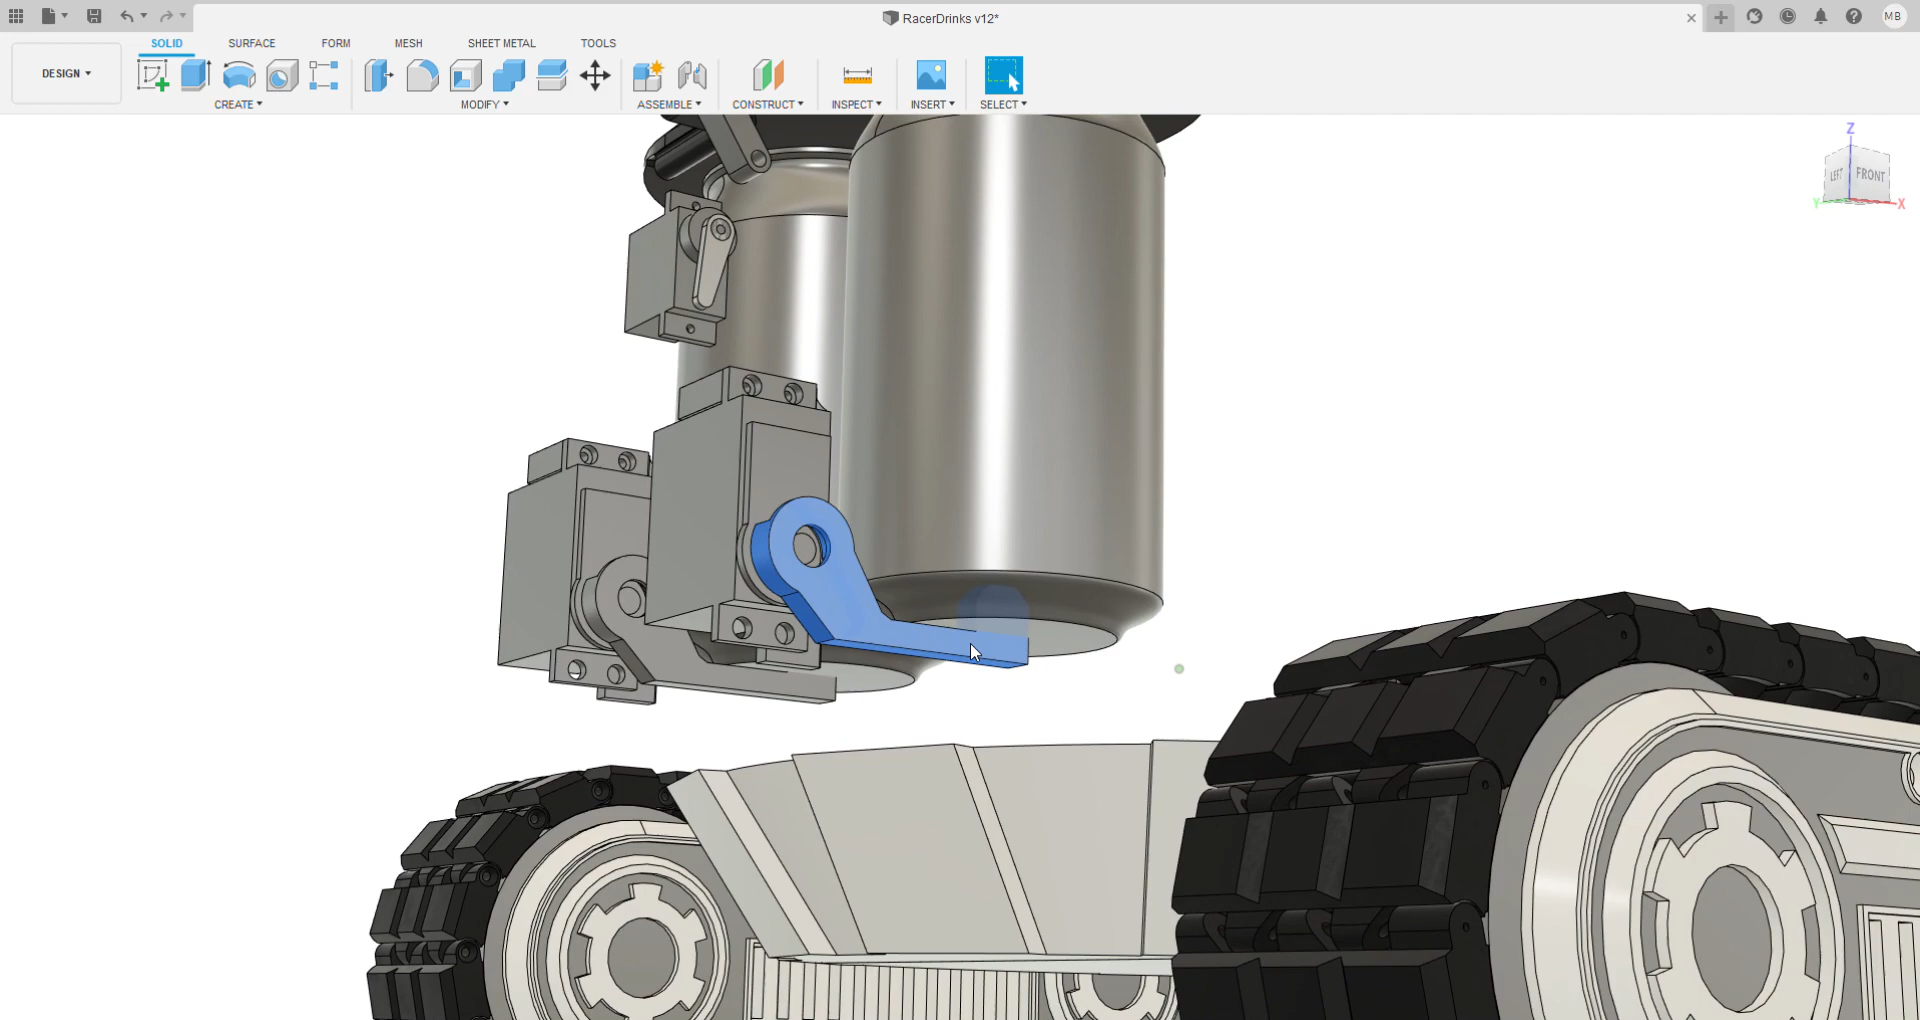 RacerDrinks v12*
MB
SOLID SURFACE FORM MESH SHEET METAL TOOLS
DESIGN
CREATE MODIFY ASSEMBLE CONSTRUCT INSPECT INSERT SELECT
Z
LEFT FRONT
Y X